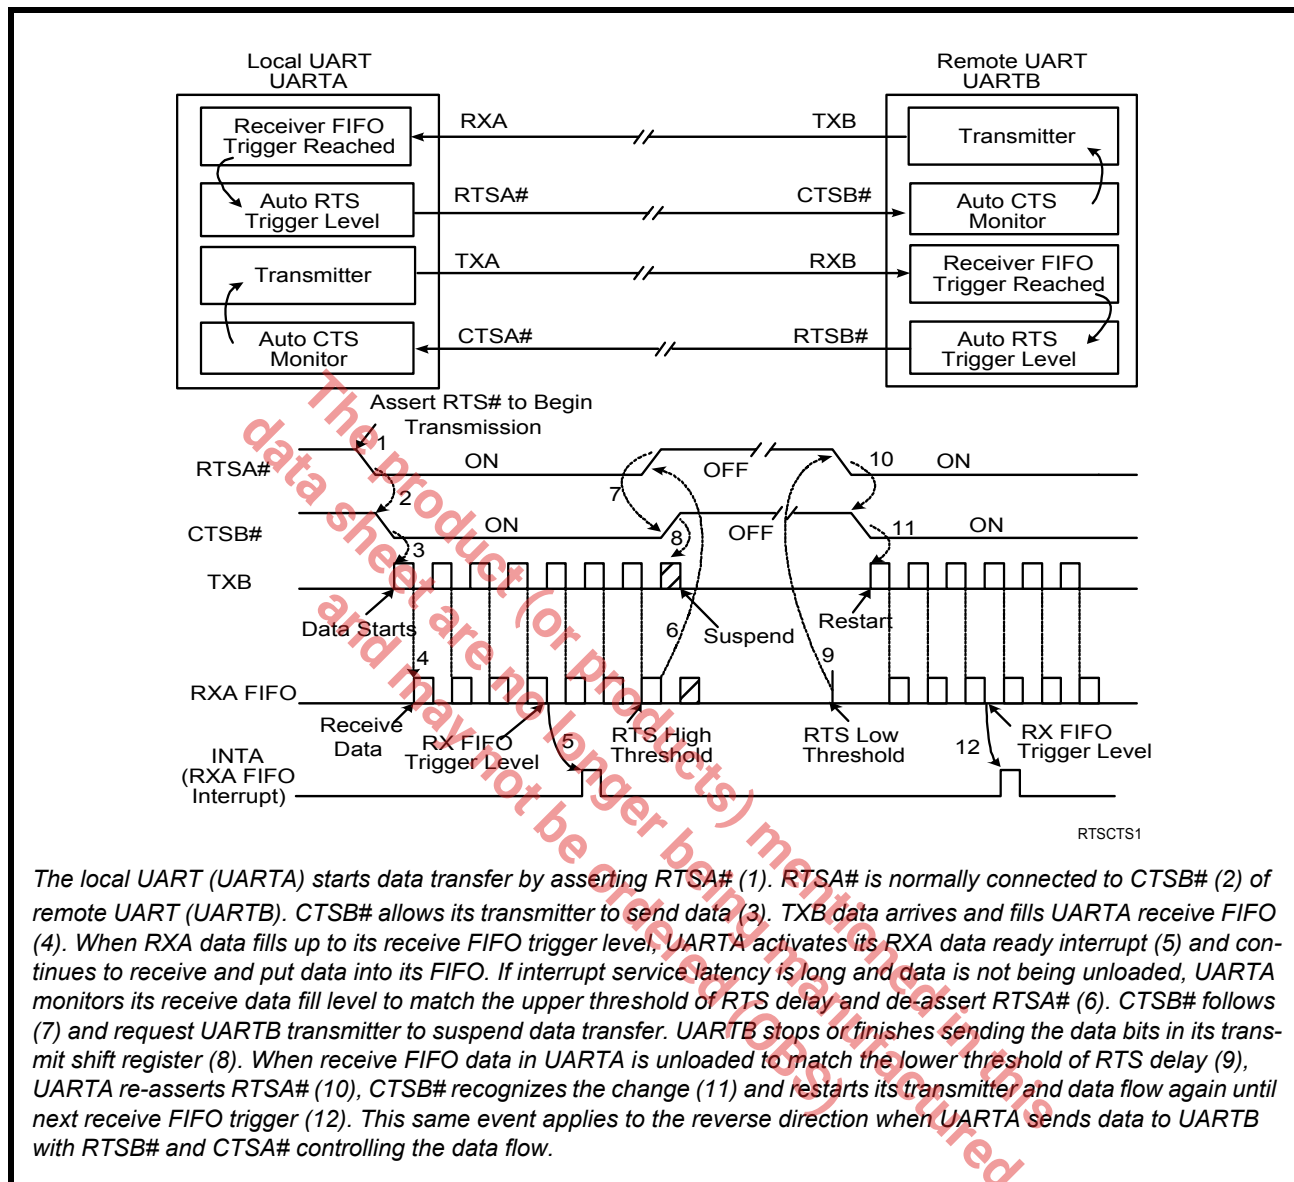 Local UART
UARTA
Remote UART
UARTB
Receiver FIFO
Trigger Reached
RXA
TXB
Transmitter
Auto RTS
Trigger Level
RTSA#
CTSB#
Auto CTS
Monitor
Transmitter
TXA
RXB
Receiver FIFO
Trigger Reached
Auto CTS
Monitor
CTSA#
RTSB#
Auto RTS
Trigger Level
Assert RTS# to Begin
Transmission
RTSA#
1
ON
7
OFF
10
ON
2
CTSB#
3
ON
8
OFF
11
ON
TXB
Data Starts
6
Suspend
Restart
4
9
RXA FIFO
Receive
Data
RX FIFO
Trigger Level
5
RTS High
Threshold
RTS Low
Threshold
12
RX FIFO
Trigger Level
INTA
(RXA FIFO
Interrupt)
RTSCTS1
The local UART (UARTA) starts data transfer by asserting RTSA# (1). RTSA# is normally connected to CTSB# (2) of
remote UART (UARTB). CTSB# allows its transmitter to send data (3). TXB data arrives and fills UARTA receive FIFO
(4). When RXA data fills up to its receive FIFO trigger level, UARTA activates its RXA data ready interrupt (5) and con-
tinues to receive and put data into its FIFO. If interrupt service latency is long and data is not being unloaded, UARTA
monitors its receive data fill level to match the upper threshold of RTS delay and de-assert RTSA# (6). CTSB# follows
(7) and request UARTB transmitter to suspend data transfer. UARTB stops or finishes sending the data bits in its trans-
mit shift register (8). When receive FIFO data in UARTA is unloaded to match the lower threshold of RTS delay (9),
UARTA re-asserts RTSA# (10), CTSB# recognizes the change (11) and restarts its transmitter and data flow again until
next receive FIFO trigger (12). This same event applies to the reverse direction when UARTA sends data to UARTB
with RTSB# and CTSA# controlling the data flow.
The product (or products) mentioned in this
data sheet are no longer being manufactured
and may not be ordered (OBS)